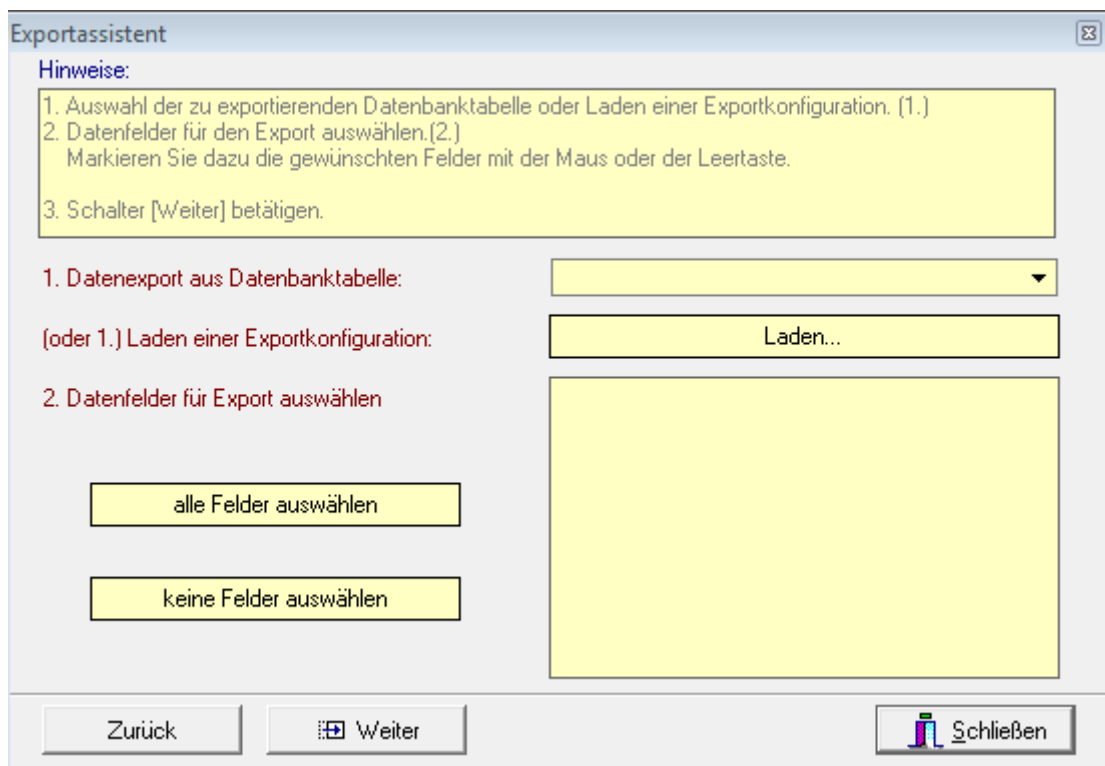 Exportassistent
Hinweise:
1. Auswahl der zu exportierenden Datenbanktabelle oder Laden einer Exportkonfiguration. (1.)
2. Datenfelder für den Export auswählen.(2.)
Markieren Sie dazu die gewünschten Felder mit der Maus oder der Leertaste.
3. Schalter [Weiter] betätigen.
1. Datenexport aus Datenbanktabelle:
(oder 1.) Laden einer Exportkonfiguration:
Laden...
2. Datenfelder für Export auswählen
alle Felder auswählen
keine Felder auswählen
Zurück
Weiter
Schließen